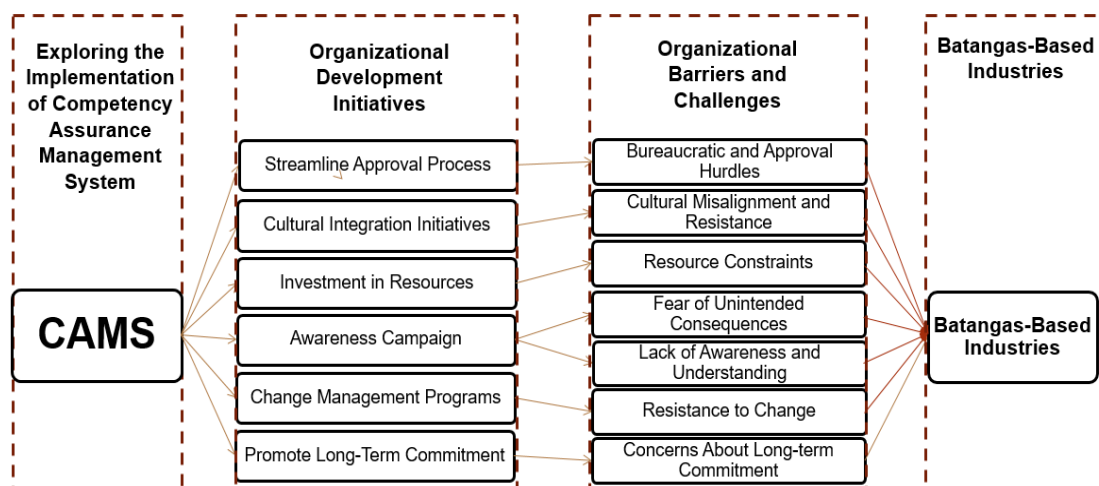 Exploring the
Implementation
of Competency
Assurance
Management
System
CAMS
Organizational
Development
Initiatives
Streamline Approval Process
Cultural Integration Initiatives
Investment in Resources
Awareness Campaign
Change Management Programs
Promote Long-Term Commitment
Organizational
Barriers and
Challenges
Bureaucratic and Approval
Hurdles
Cultural Misalignment and
Resistance
Resource Constraints
Fear of Unintended
Consequences
Lack of Awareness and
Understanding
Resistance to Change
Concerns About Long-term
Commitment
Batangas-Based
Industries
Batangas-Based
Industries